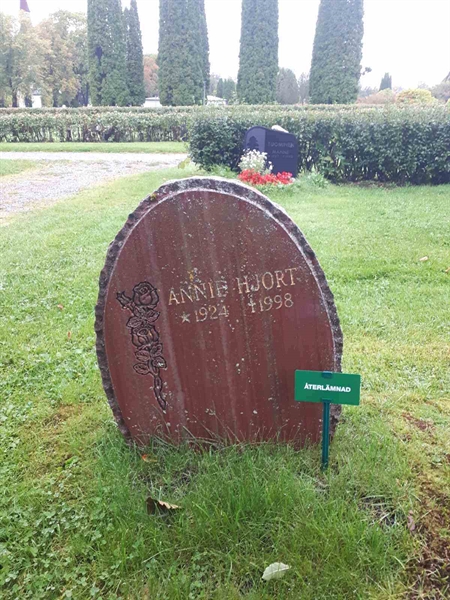 ANNIE HJORT
*1924 †1998
ÅTERLÄMNAD